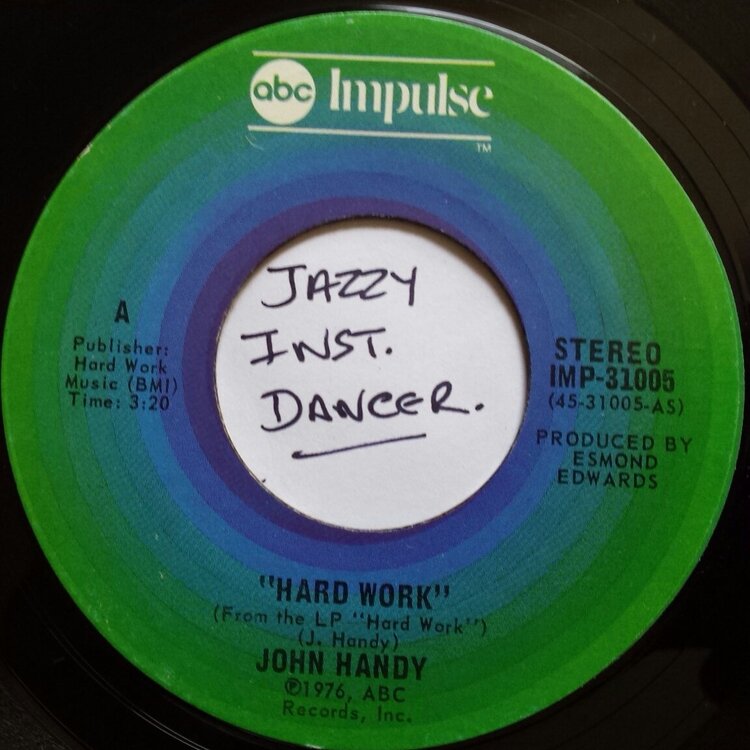 abc Impulse
TM
JAZZY
INST.
DANCER.
A
Publisher:
Hard Work
Music (BMI)
Time: 3:20
STEREO
IMP-31005
(45-31005-AS)
PRODUCED BY
ESMOND
EDWARDS
"HARD WORK"
(From the LP "Hard Work")
(J. Handy)
JOHN HANDY
℗1976, ABC
Records, Inc.